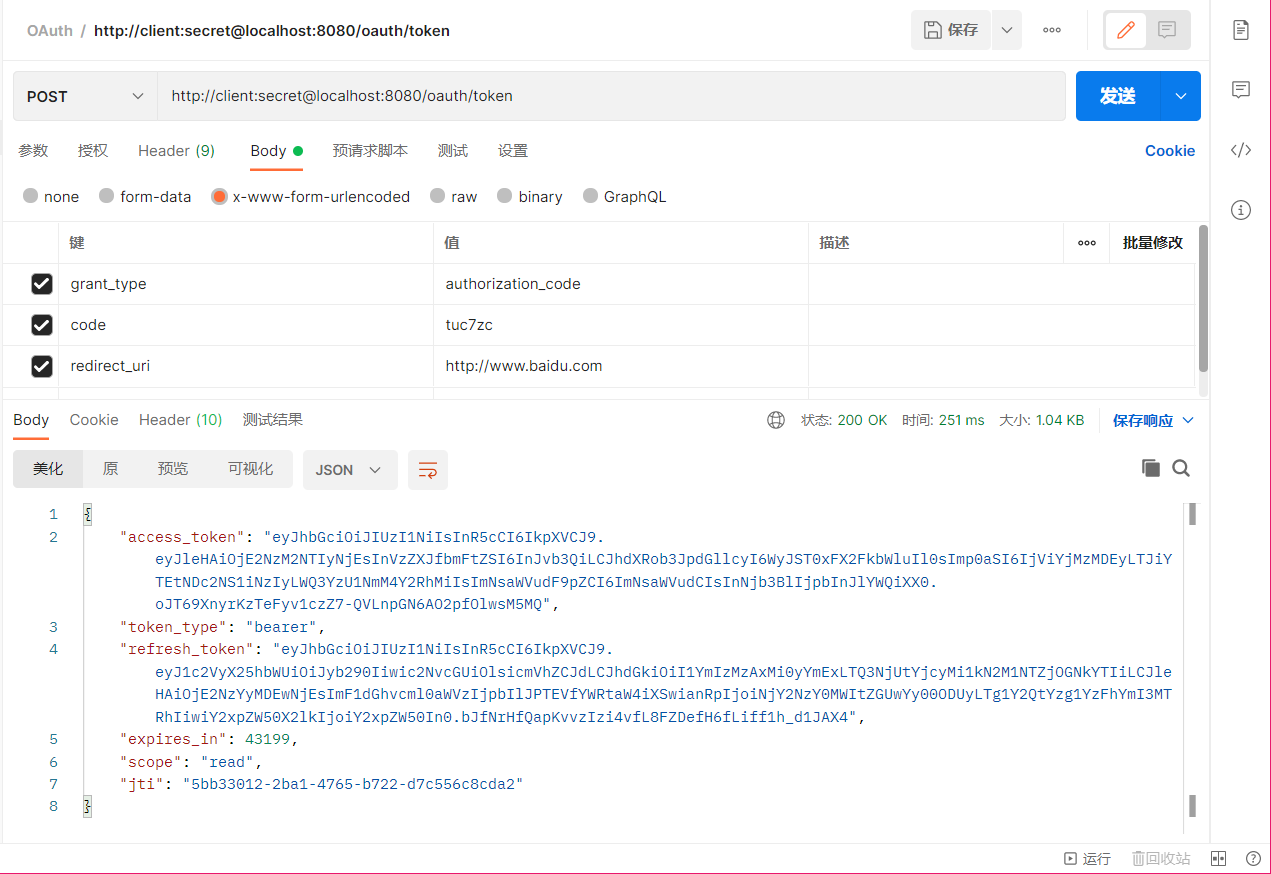 OAuth / http://client:secret@localhost:8080/oauth/token
保存
POST
http://client:secret@localhost:8080/oauth/token
发送
参数 授权 Header (9) Body 预请求脚本 测试 设置 Cookie
none form-data x-www-form-urlencoded raw binary GraphQL
键 值 描述 批量修改
grant_type authorization_code
code tuc7zc
redirect_uri http://www.baidu.com
Body Cookie Header (10) 测试结果 状态: 200 OK 时间: 251 ms 大小: 1.04 KB 保存响应
美化 原 预览 可视化 JSON
1 {
2 "access_token": "eyJhbGciOiJIUzI1NiIsInR5cCI6IkpXVCJ9.
eyJleHAiOjE2NzM2NTIyNjEsInVzZXJfbmFtZSI6InJvb3QiLCJhdXRob3JpdGllcyI6WyJST0xFX2FkbWluIl0sImp0aSI6IjViYjMzMDEyLTJiY
TEtNDc2NS1iNzIyLWQ3YzU1NmM4Y2RhMiIsImNsaWVudF9pZCI6ImNsaWVudCIsInNjb3BlIjpbInJlYWQiXX0.
oJT69XnyrKzTeFyv1czZ7-QVLnpGN6AO2pfOlwsM5MQ",
3 "token_type": "bearer",
4 "refresh_token": "eyJhbGciOiJIUzI1NiIsInR5cCI6IkpXVCJ9.
eyJ1c2VyX25hbWUiOiJyb290Iiwic2NvcGUiOlsicmVhZCJdLCJhdGkiOiI1YmIzMzAxMi0yYmExLTQ3NjUtYjcyMi1kN2M1NTZjOGNkYTIiLCJle
HAiOjE2NzYyMDEwNjEsImF1dGhvcml0aWVzIjpbIlJPTEVfYWRtaW4iXSwianRpIjoiNjY2NzY0MWItZGUwYy00ODUyLTg1Y2QtYzg1YzFhYmI3MT
RhIiwiY2xpZW50X2lkIjoiY2xpZW50In0.bJfNrHfQapKvvzIzi4vfL8FZDefH6fLiff1h_d1JAX4",
5 "expires_in": 43199,
6 "scope": "read",
7 "jti": "5bb33012-2ba1-4765-b722-d7c556c8cda2"
8 }
运行 回收站